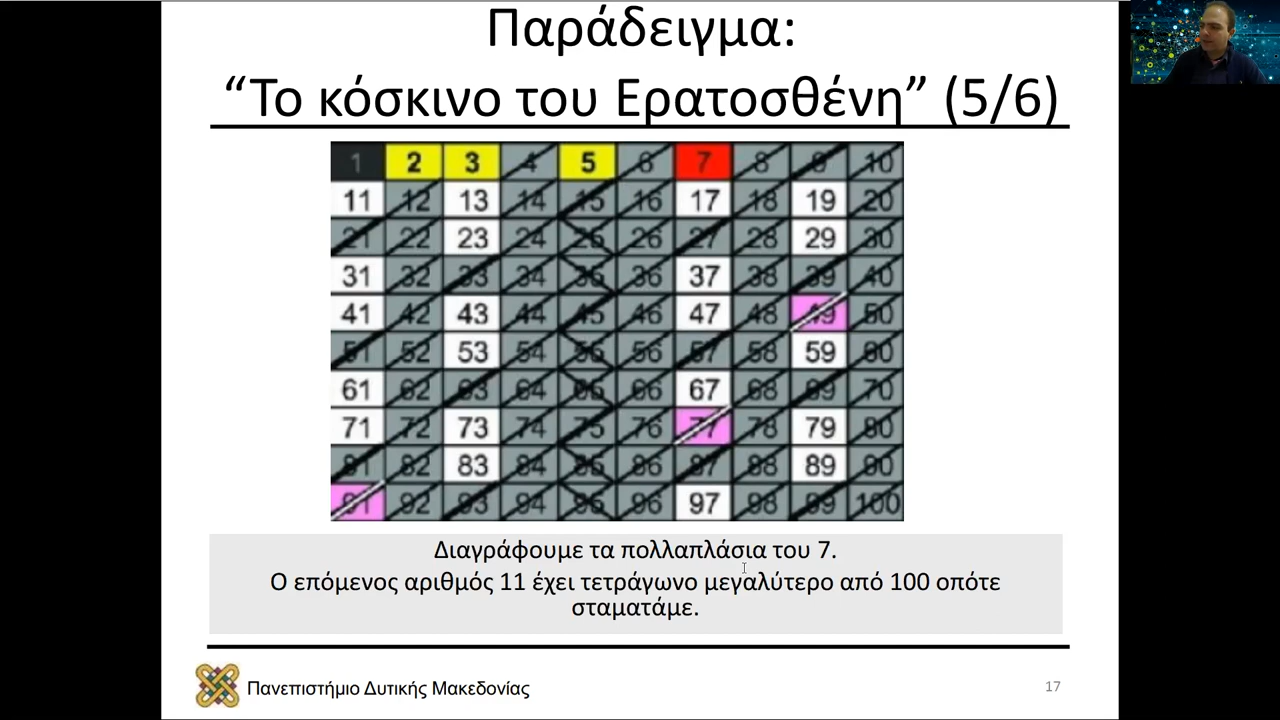 Παράδειγμα:
“Το κόσκινο του Ερατοσθένη” (5/6)
1 2 3 4 5 6 7 8 9 10
11 12 13 14 15 16 17 18 19 20
21 22 23 24 25 26 27 28 29 30
31 32 33 34 35 36 37 38 39 40
41 42 43 44 45 46 47 48 49 50
51 52 53 54 55 56 57 58 59 60
61 62 63 64 65 66 67 68 69 70
71 72 73 74 75 76 77 78 79 80
81 82 83 84 85 86 87 88 89 90
91 92 93 94 95 96 97 98 99 100
Διαγράφουμε τα πολλαπλάσια του 7.
Ο επόμενος αριθμός 11 έχει τετράγωνο μεγαλύτερο από 100 οπότε
σταματάμε.
Πανεπιστήμιο Δυτικής Μακεδονίας
17